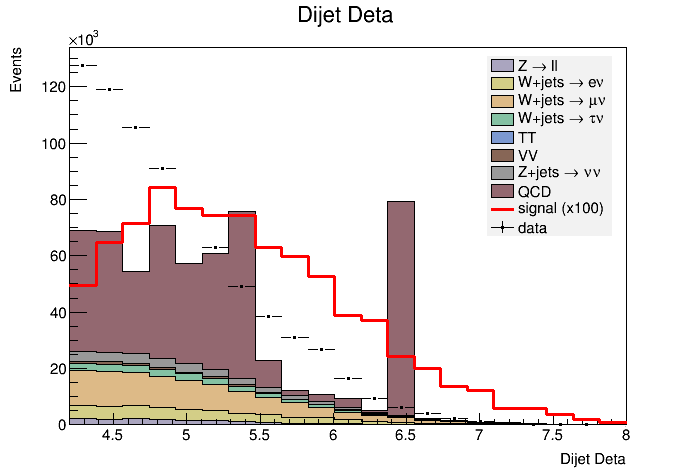 Dijet Deta
×10³
Events
120
100
80
60
40
20
0
4.5 5 5.5 6 6.5 7 7.5 8
Dijet Deta
Z → ll
W+jets → eν
W+jets → μν
W+jets → τν
TT
VV
Z+jets → νν
QCD
signal (x100)
data